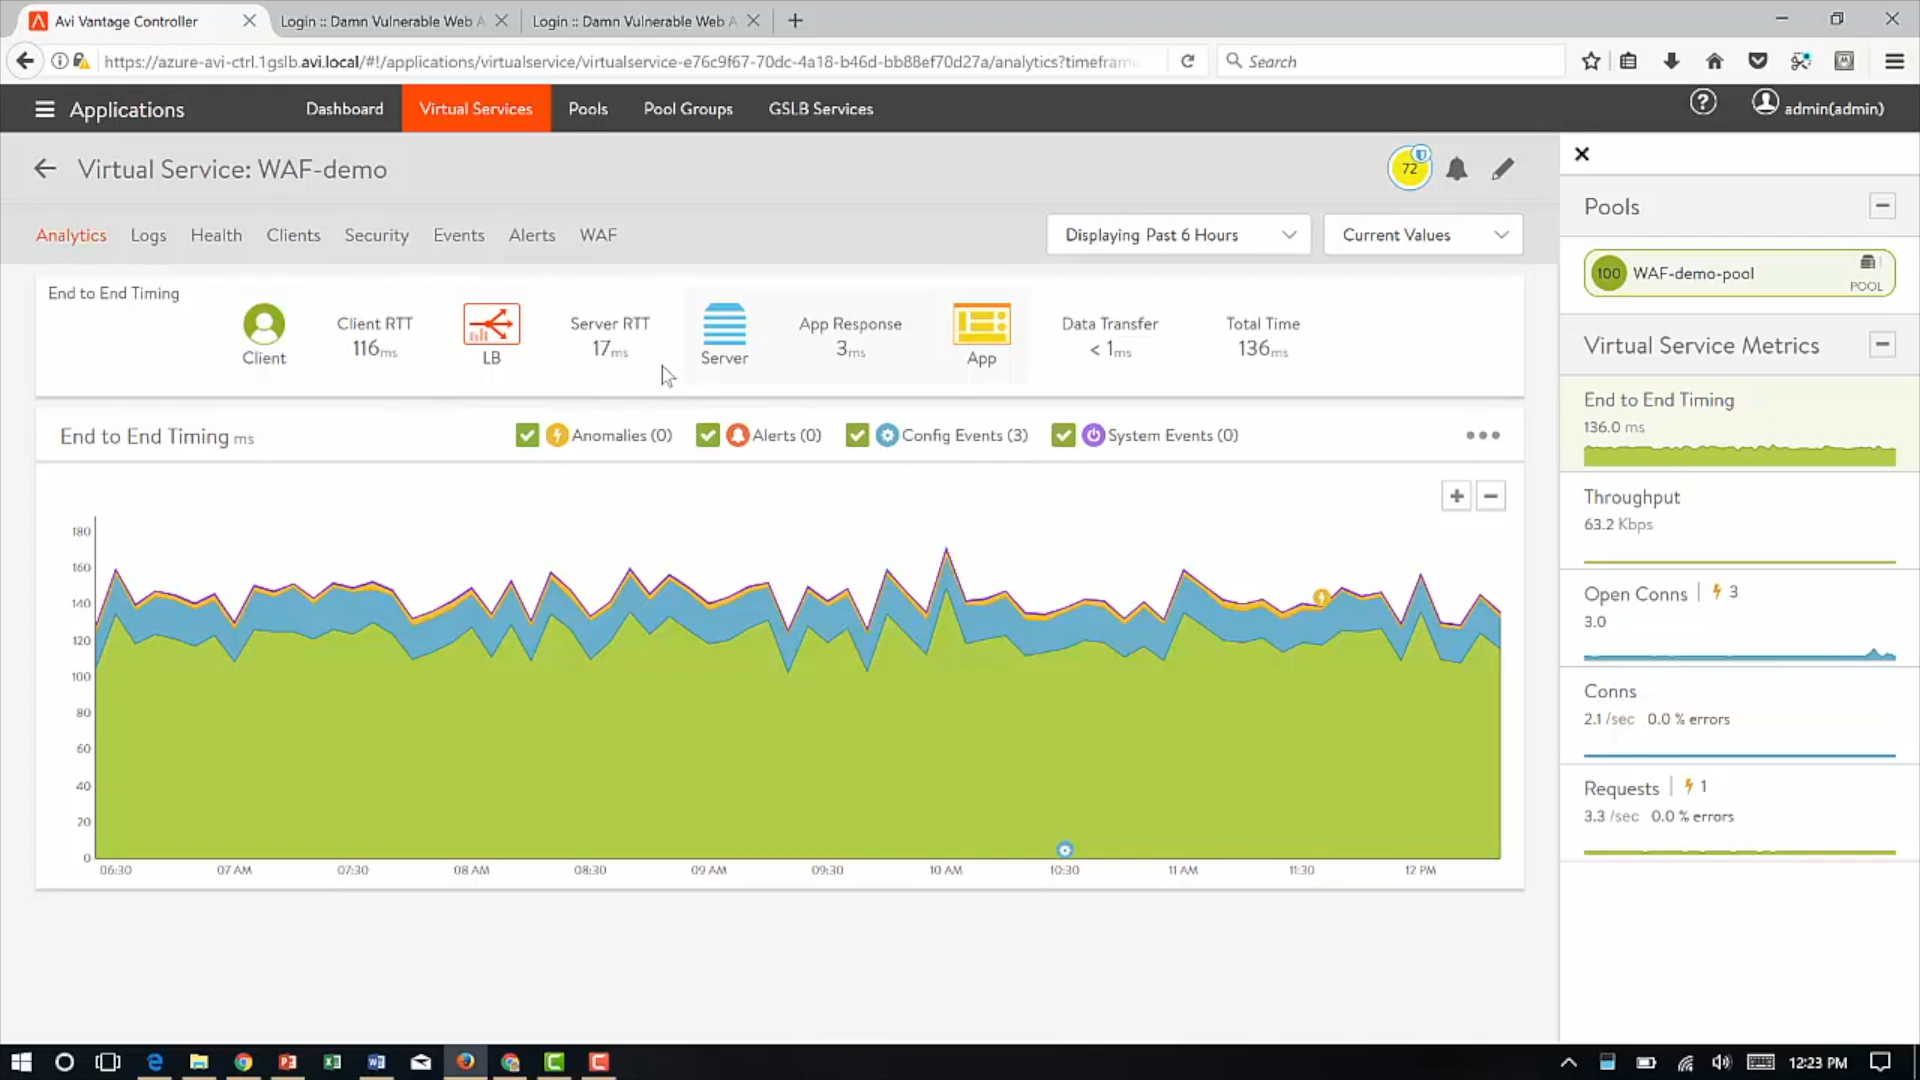 Avi Vantage Controller
Login :: Damn Vulnerable Web A
Login :: Damn Vulnerable Web A
https://azure-avi-ctrl.1gslb.avi.local/#!/applications/virtualservice/virtualservice-e76c9f67-70dc-4a18-b46d-bb88ef70d27a/analytics?timefram
Search
Applications
Dashboard
Virtual Services
Pools
Pool Groups
GSLB Services
?
admin(admin)
Virtual Service: WAF-demo
72
Analytics
Logs
Health
Clients
Security
Events
Alerts
WAF
Displaying Past 6 Hours
Current Values
End to End Timing
Client
Client RTT
116ms
LB
Server RTT
17ms
Server
App Response
3ms
App
Data Transfer
< 1ms
Total Time
136ms
End to End Timing ms
Anomalies (0)
Alerts (0)
Config Events (3)
System Events (0)
180
160
140
120
100
80
60
40
20
0
06:30
07 AM
07:30
08 AM
08:30
09 AM
09:30
10 AM
10:30
11 AM
11:30
12 PM
Pools
100 WAF-demo-pool
POOL
Virtual Service Metrics
End to End Timing
136.0 ms
Throughput
63.2 Kbps
Open Conns 3
3.0
Conns
2.1 /sec 0.0 % errors
Requests 1
3.3 /sec 0.0 % errors
12:23 PM